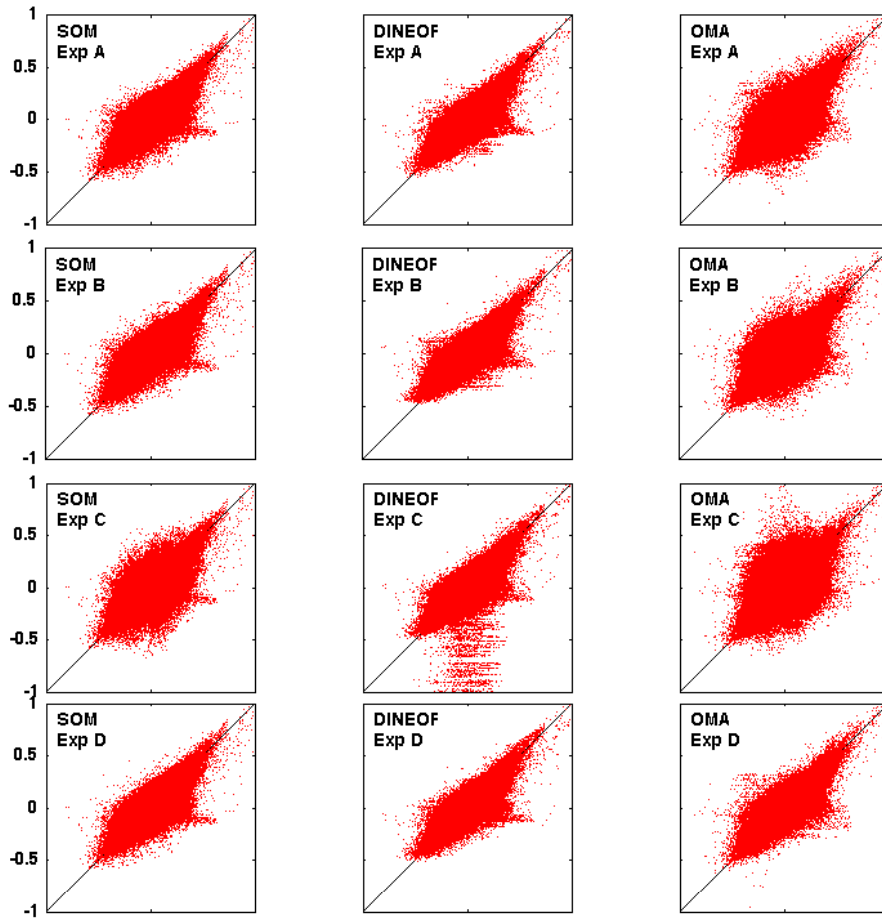 1
SOM
Exp A
DINEOF
Exp A
OMA
Exp A
0.5
0
-0.5
-1
1
SOM
Exp B
DINEOF
Exp B
OMA
Exp B
0.5
0
-0.5
-1
1
SOM
Exp C
DINEOF
Exp C
OMA
Exp C
0.5
0
-0.5
-1
1
SOM
Exp D
DINEOF
Exp D
OMA
Exp D
0.5
0
-0.5
-1